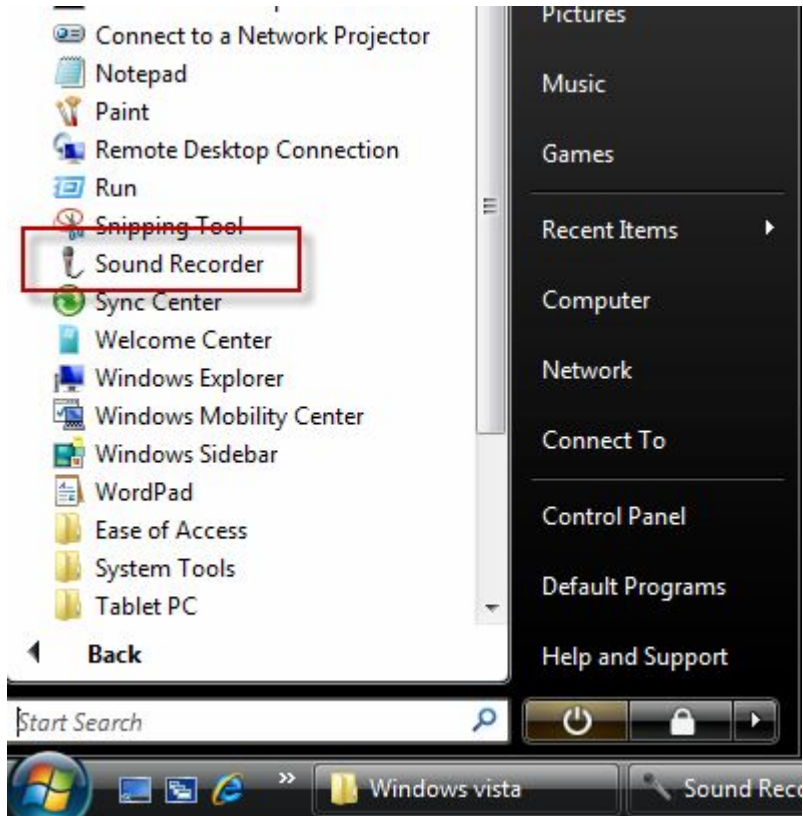 Connect to a Network Projector
Notepad
Paint
Remote Desktop Connection
Run
Snipping Tool
Sound Recorder
Sync Center
Welcome Center
Windows Explorer
Windows Mobility Center
Windows Sidebar
WordPad
Ease of Access
System Tools
Tablet PC
Back
Start Search
Pictures
Music
Games
Recent Items
Computer
Network
Connect To
Control Panel
Default Programs
Help and Support
Windows vista
Sound Reco